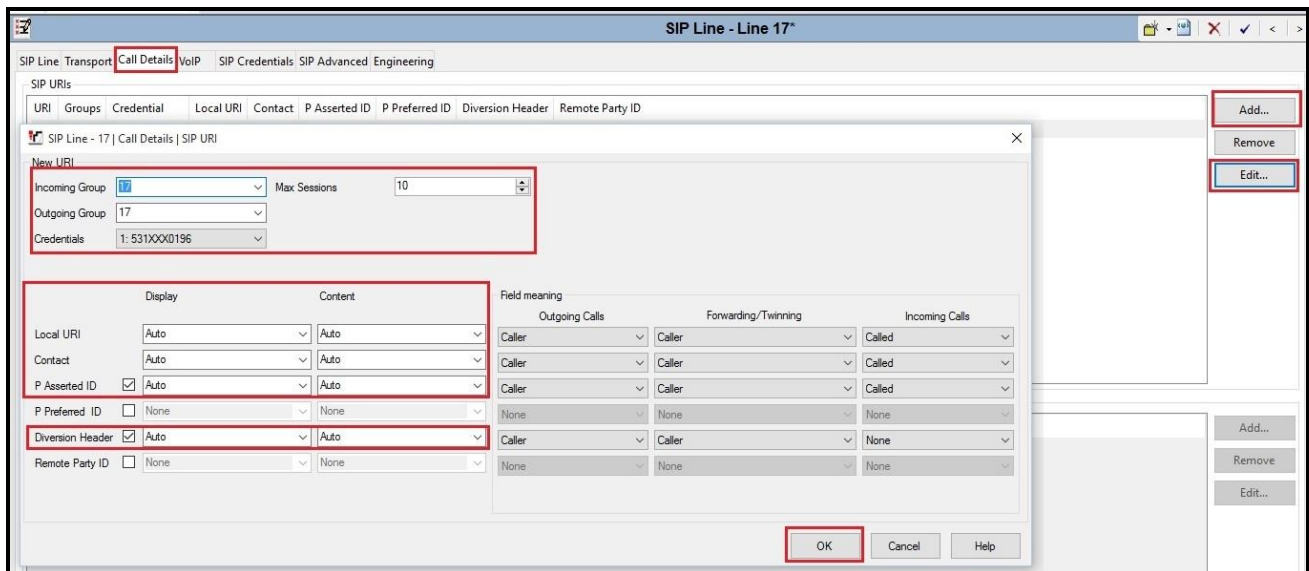 SIP Line - Line 17*
SIP Line Transport Call Details VoIP SIP Credentials SIP Advanced Engineering
SIP URIs
URI Groups Credential Local URI Contact P Asserted ID P Preferred ID Diversion Header Remote Party ID
Add...
Remove
Edit...
SIP Line - 17 | Call Details | SIP URI
New URI
Incoming Group 17 Max Sessions 10
Outgoing Group 17
Credentials 1: 531XXX0196
Display Content
Field meaning
Outgoing Calls Forwarding/Twinning Incoming Calls
Local URI Auto Auto Caller Caller Called
Contact Auto Auto Caller Caller Called
P Asserted ID Auto Auto Caller Caller Called
P Preferred ID None None None None None
Diversion Header Auto Auto Caller Caller None
Remote Party ID None None None None None
Add...
Remove
Edit...
OK Cancel Help